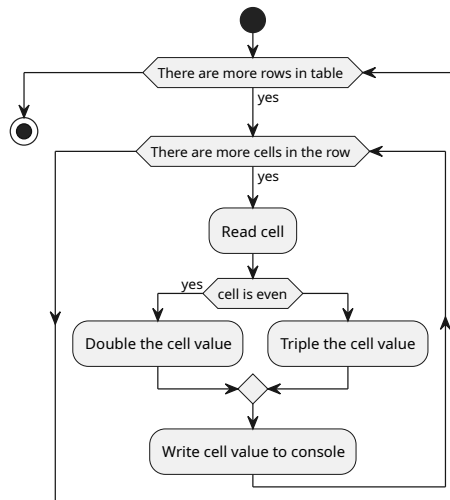 There are more rows in table
yes
There are more cells in the row
yes
Read cell
yes
cell is even
Double the cell value
Triple the cell value
Write cell value to console